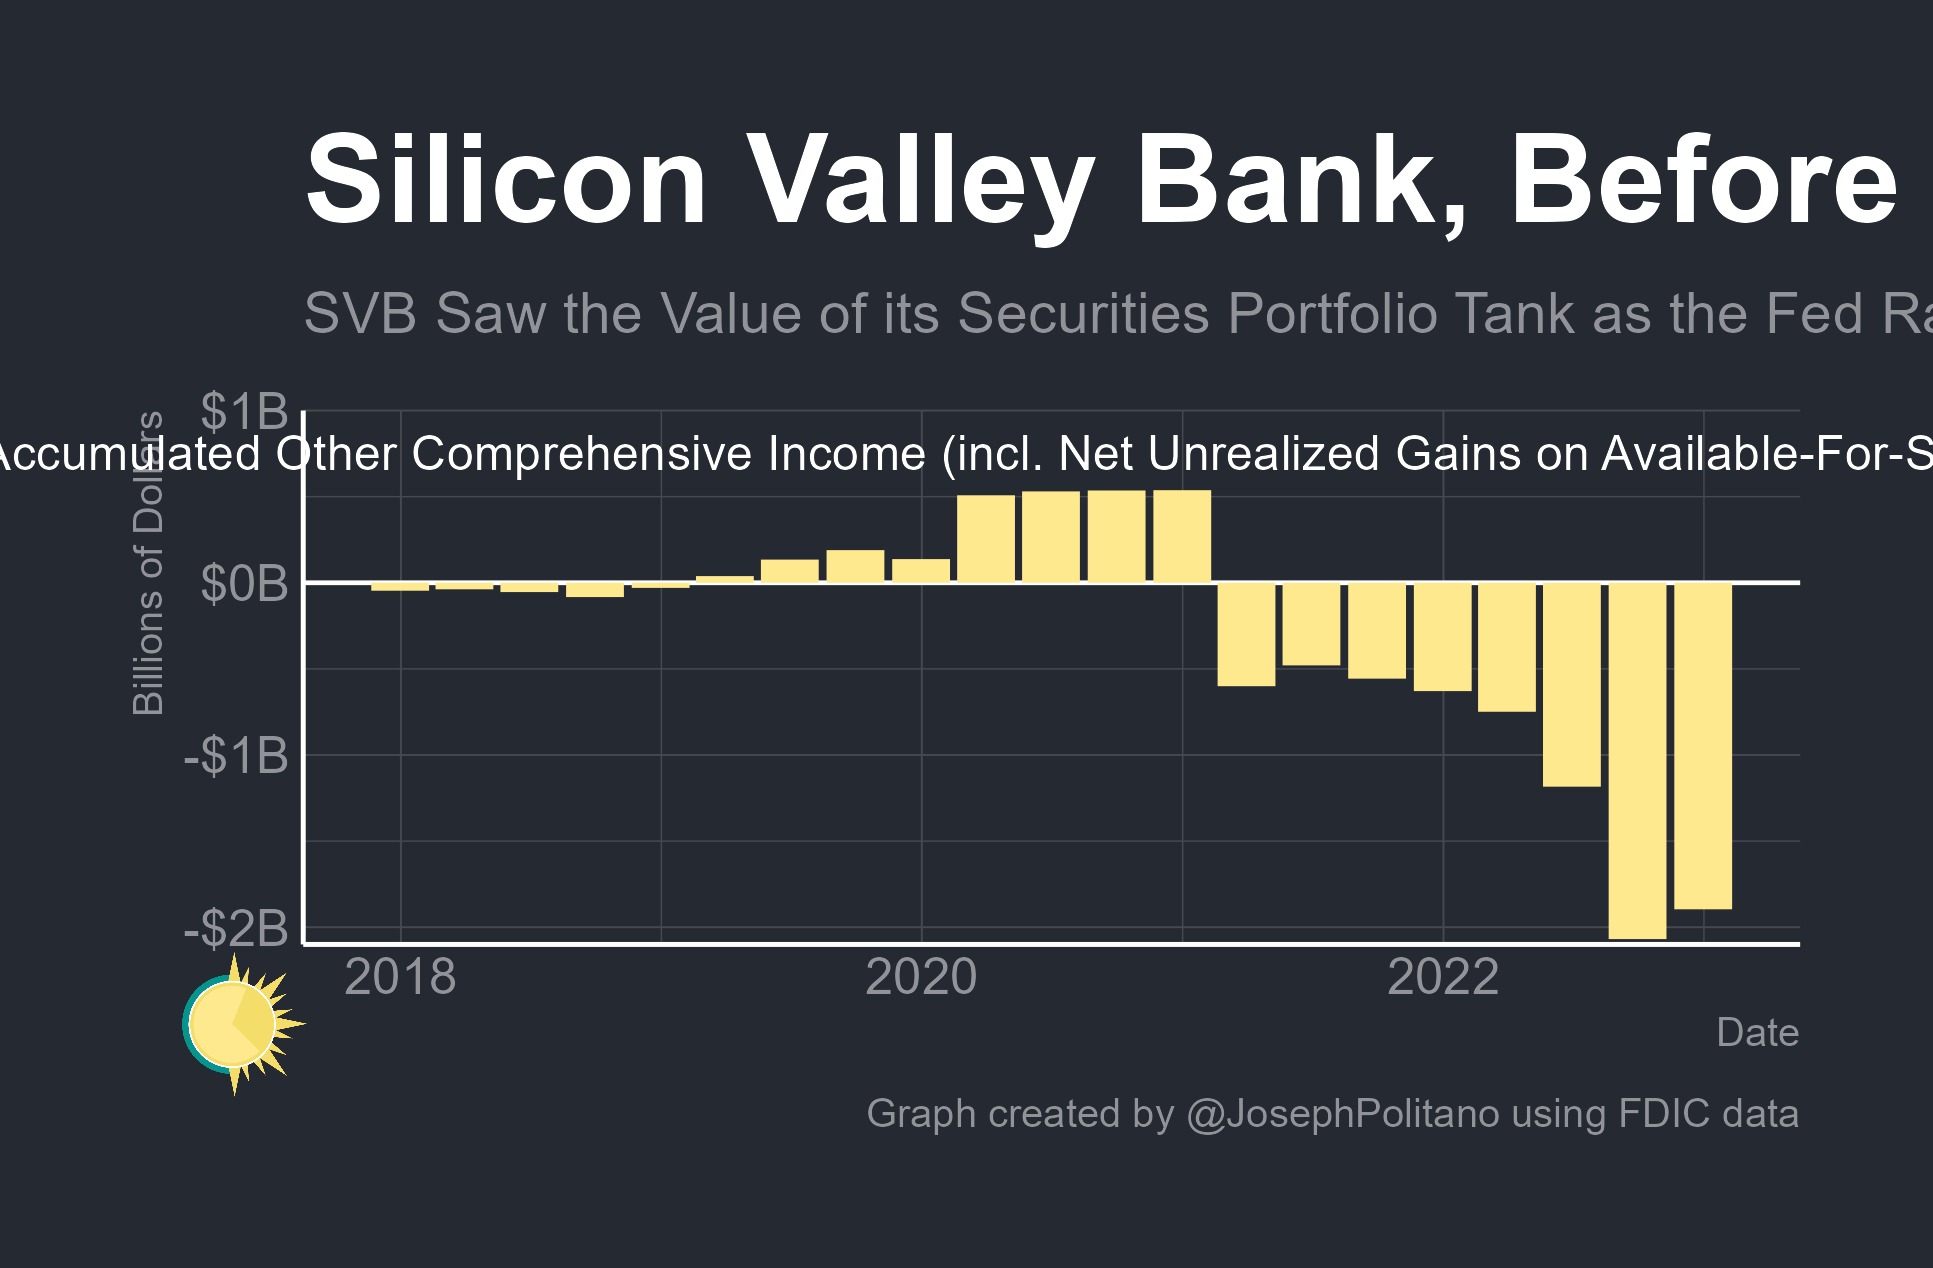 Silicon Valley Bank, Before
SVB Saw the Value of its Securities Portfolio Tank as the Fed
$1B
Accumulated Other Comprehensive Income (incl. Net Unrealized Gains on Available-For-S
Billions of Dollars
$0B
-$1B
-$2B
2018 2020 2022
Date
Graph created by @JosephPolitano using FDIC data